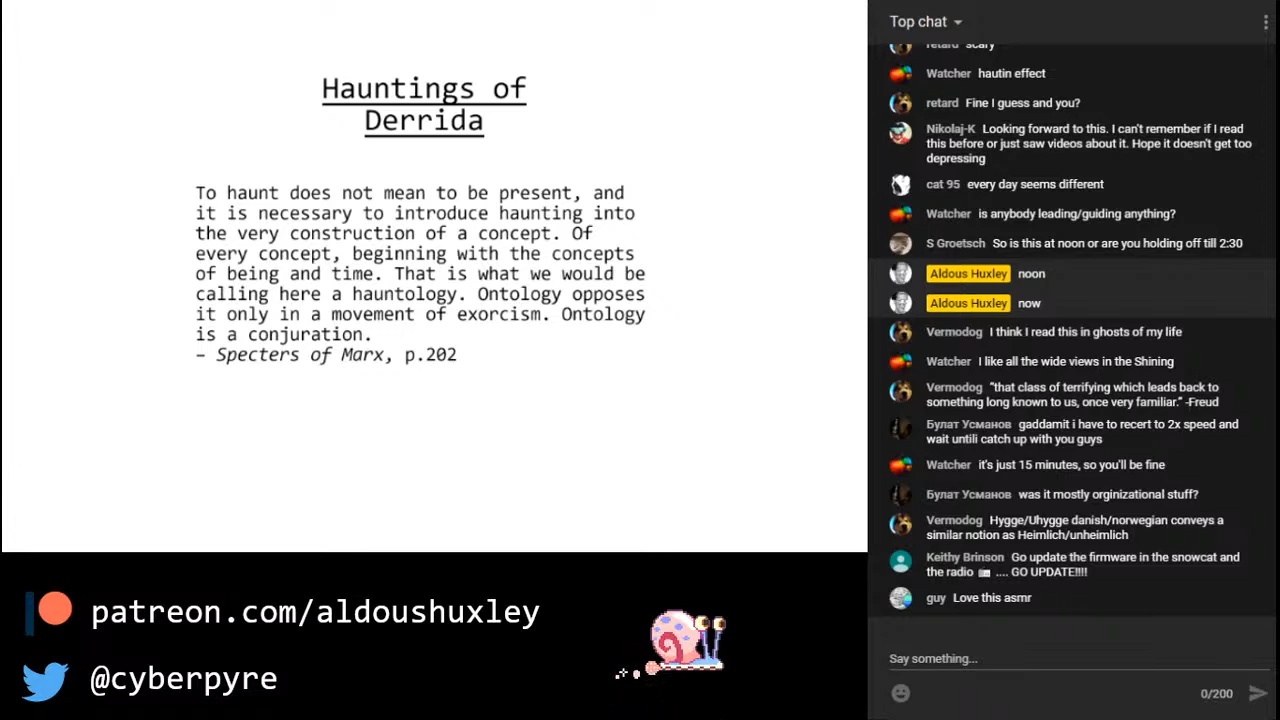 Hauntings of
Derrida
To haunt does not mean to be present, and
it is necessary to introduce haunting into
the very construction of a concept. Of
every concept, beginning with the concepts
of being and time. That is what we would be
calling here a hauntology. Ontology opposes
it only in a movement of exorcism. Ontology
is a conjuration.
– Specters of Marx, p.202
patreon.com/aldoushuxley
@cyberpyre
Top chat
retard scary
Watcher hautin effect
retard Fine I guess and you?
Nikolaj-K Looking forward to this. I can't remember if I read
this before or just saw videos about it. Hope it doesn't get too
depressing
cat 95 every day seems different
Watcher is anybody leading/guiding anything?
S Groetsch So is this at noon or are you holding off till 2:30
Aldous Huxley noon
Aldous Huxley now
Vermodog I think I read this in ghosts of my life
Watcher I like all the wide views in the Shining
Vermodog “that class of terrifying which leads back to
something long known to us, once very familiar.” -Freud
Булат Усманов gaddamit i have to recert to 2x speed and
wait untili catch up with you guys
Watcher it's just 15 minutes, so you'll be fine
Булат Усманов was it mostly orginizational stuff?
Vermodog Hygge/Uhygge danish/norwegian conveys a
similar notion as Heimlich/unheimlich
Keithy Brinson Go update the firmware in the snowcat and
the radio 📻 .... GO UPDATE!!!!
guy Love this asmr
Say something...
0/200